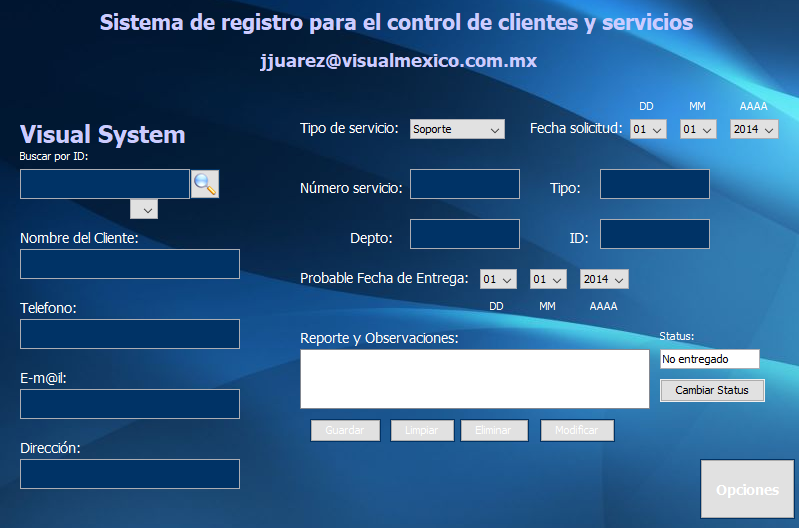 Sistema de registro para el control de clientes y servicios
jjuarez@visualmexico.com.mx
DD MM AAAA
Visual System
Tipo de servicio: Soporte Fecha solicitud: 01 01 2014
Buscar por ID:
Número servicio: Tipo:
Nombre del Cliente:
Depto: ID:
Probable Fecha de Entrega: 01 01 2014
DD MM AAAA
Telefono:
Reporte y Observaciones:
Status:
No entregado
E-m@il:
Cambiar Status
Guardar Limpiar Eliminar Modificar
Dirección:
Opciones